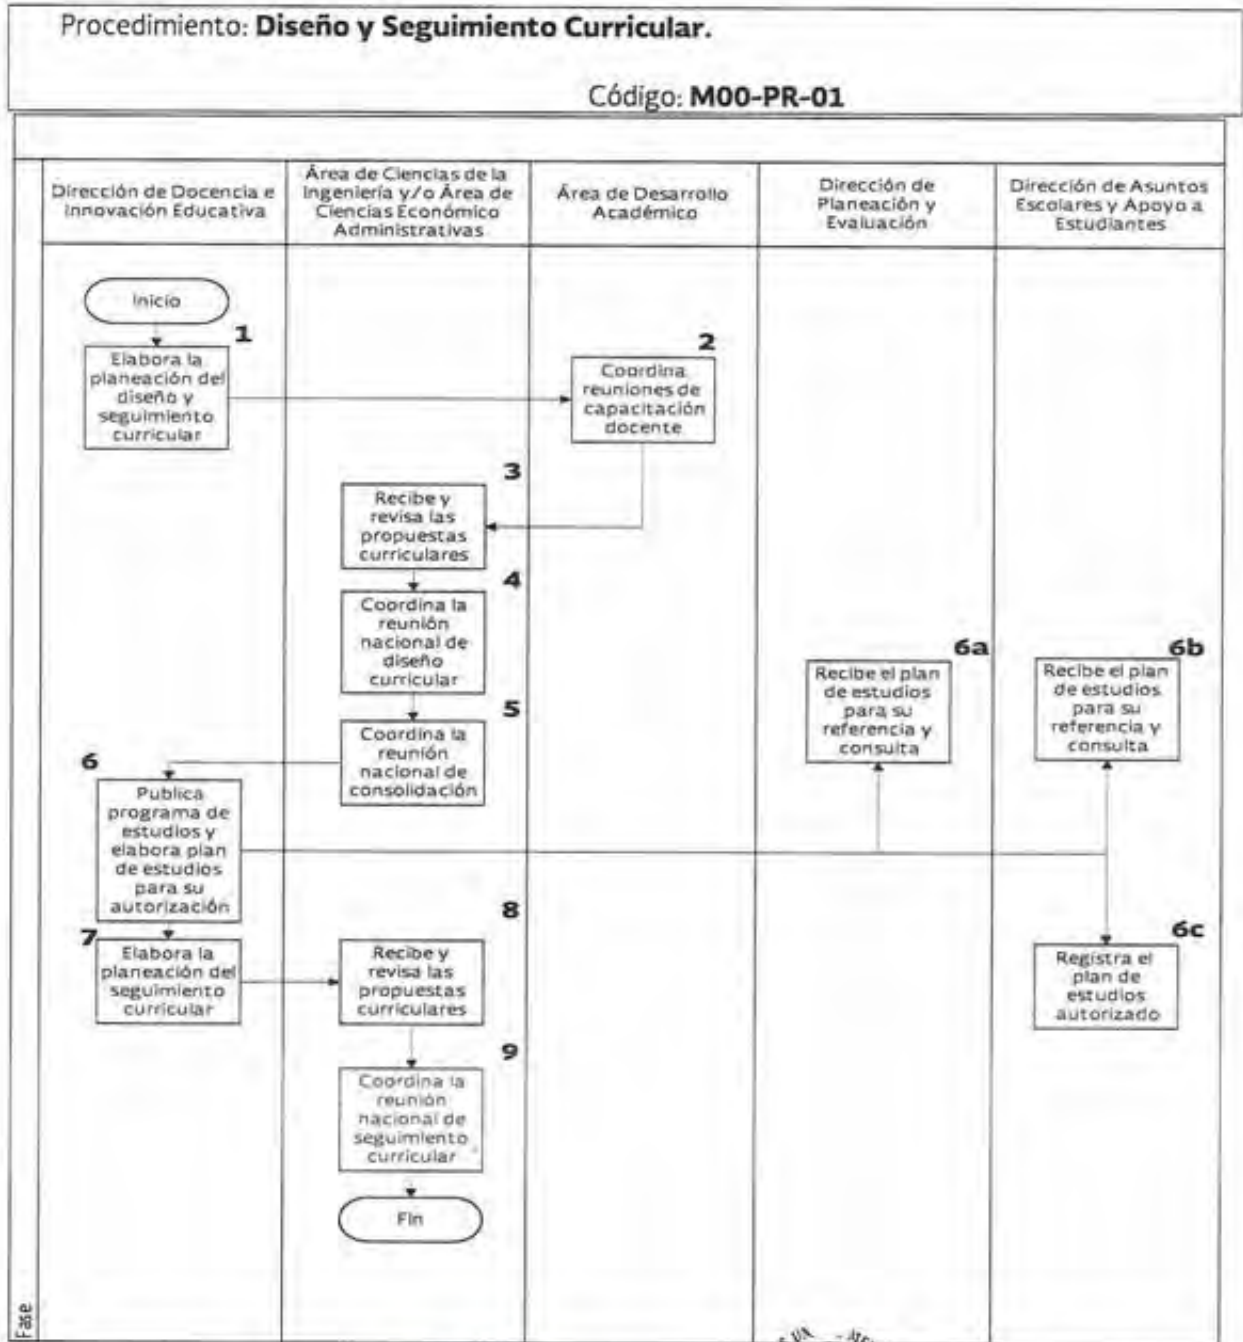 Procedimiento: Diseño y Seguimiento Curricular.
Código: M00-PR-01
Dirección de Docencia e
Innovación Educativa
Área de Ciencias de la
Ingeniería y/o Área de
Ciencias Económico
Administrativas
Área de Desarrollo
Académico
Dirección de
Planeación y
Evaluación
Dirección de Asuntos
Escolares y Apoyo a
Estudiantes
Inicio
1
Elabora la
planeación del
diseño y
seguimiento
curricular
2
Coordina
reuniones de
capacitación
docente
3
Recibe y
revisa las
propuestas
curriculares
4
Coordina la
reunión
nacional de
diseño
curricular
5
Coordina la
reunión
nacional de
consolidación
6
Publica
programa de
estudios y
elabora plan
de estudios
para su
autorización
6a
Recibe el plan
de estudios
para su
referencia y
consulta
6b
Recibe el plan
de estudios
para su
referencia y
consulta
6c
Registra el
plan de
estudios
autorizado
7
Elabora la
planeación del
seguimiento
curricular
8
Recibe y
revisa las
propuestas
curriculares
9
Coordina la
reunión
nacional de
seguimiento
curricular
Fin
Fase